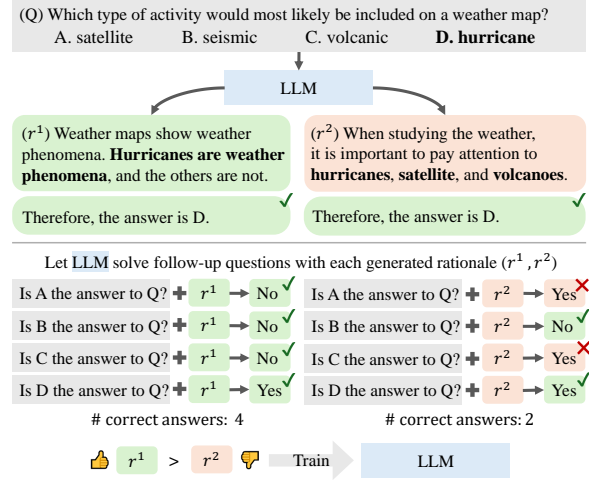 (Q) Which type of activity would most likely be included on a weather map?
A. satellite B. seismic C. volcanic D. hurricane
LLM
(r¹) Weather maps show weather
phenomena. Hurricanes are weather
phenomena, and the others are not.
Therefore, the answer is D.
(r²) When studying the weather,
it is important to pay attention to
hurricanes, satellite, and volcanoes.
Therefore, the answer is D.
Let LLM solve follow-up questions with each generated rationale (r¹, r²)
Is A the answer to Q? + r¹ → No
Is B the answer to Q? + r¹ → No
Is C the answer to Q? + r¹ → No
Is D the answer to Q? + r¹ → Yes
# correct answers: 4
Is A the answer to Q? + r² → Yes
Is B the answer to Q? + r² → No
Is C the answer to Q? + r² → Yes
Is D the answer to Q? + r² → Yes
# correct answers: 2
r¹ > r² Train LLM